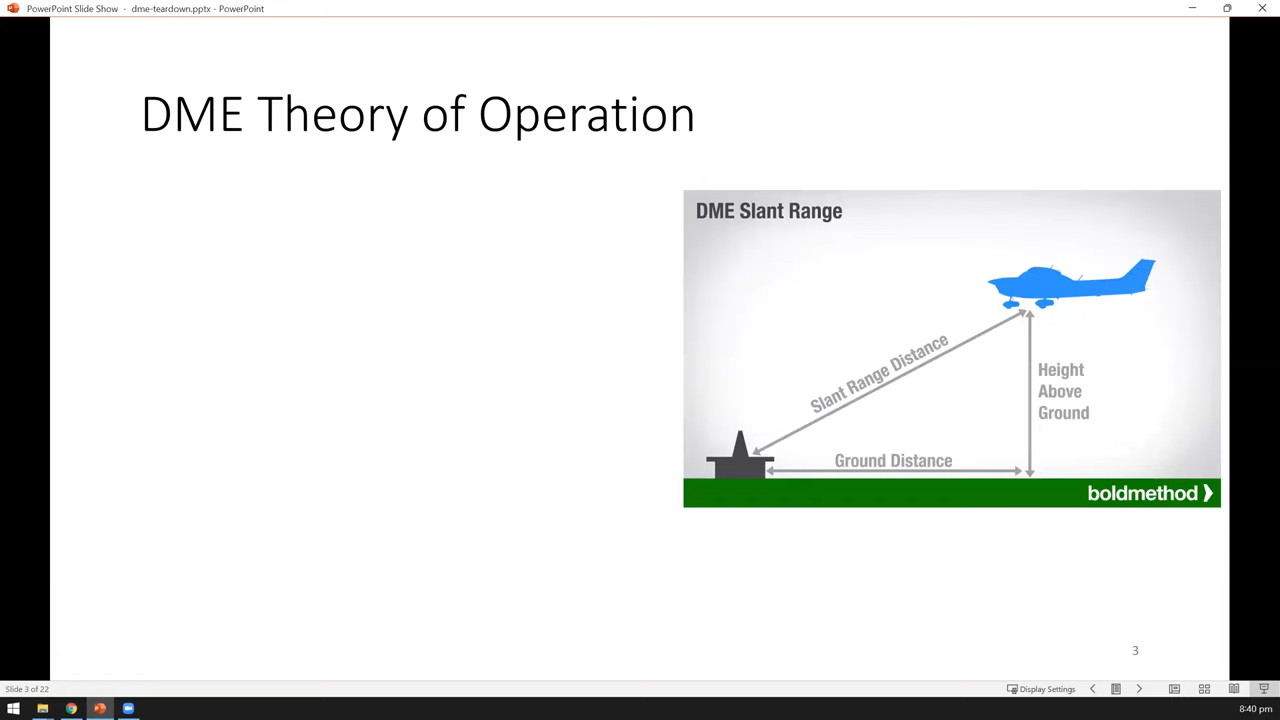 PowerPoint Slide Show - dme-teardown.pptx - PowerPoint
DME Theory of Operation
DME Slant Range
Slant Range Distance
Height
Above
Ground
Ground Distance
boldmethod
3
Slide 3 of 22
Display Settings
8:40 pm